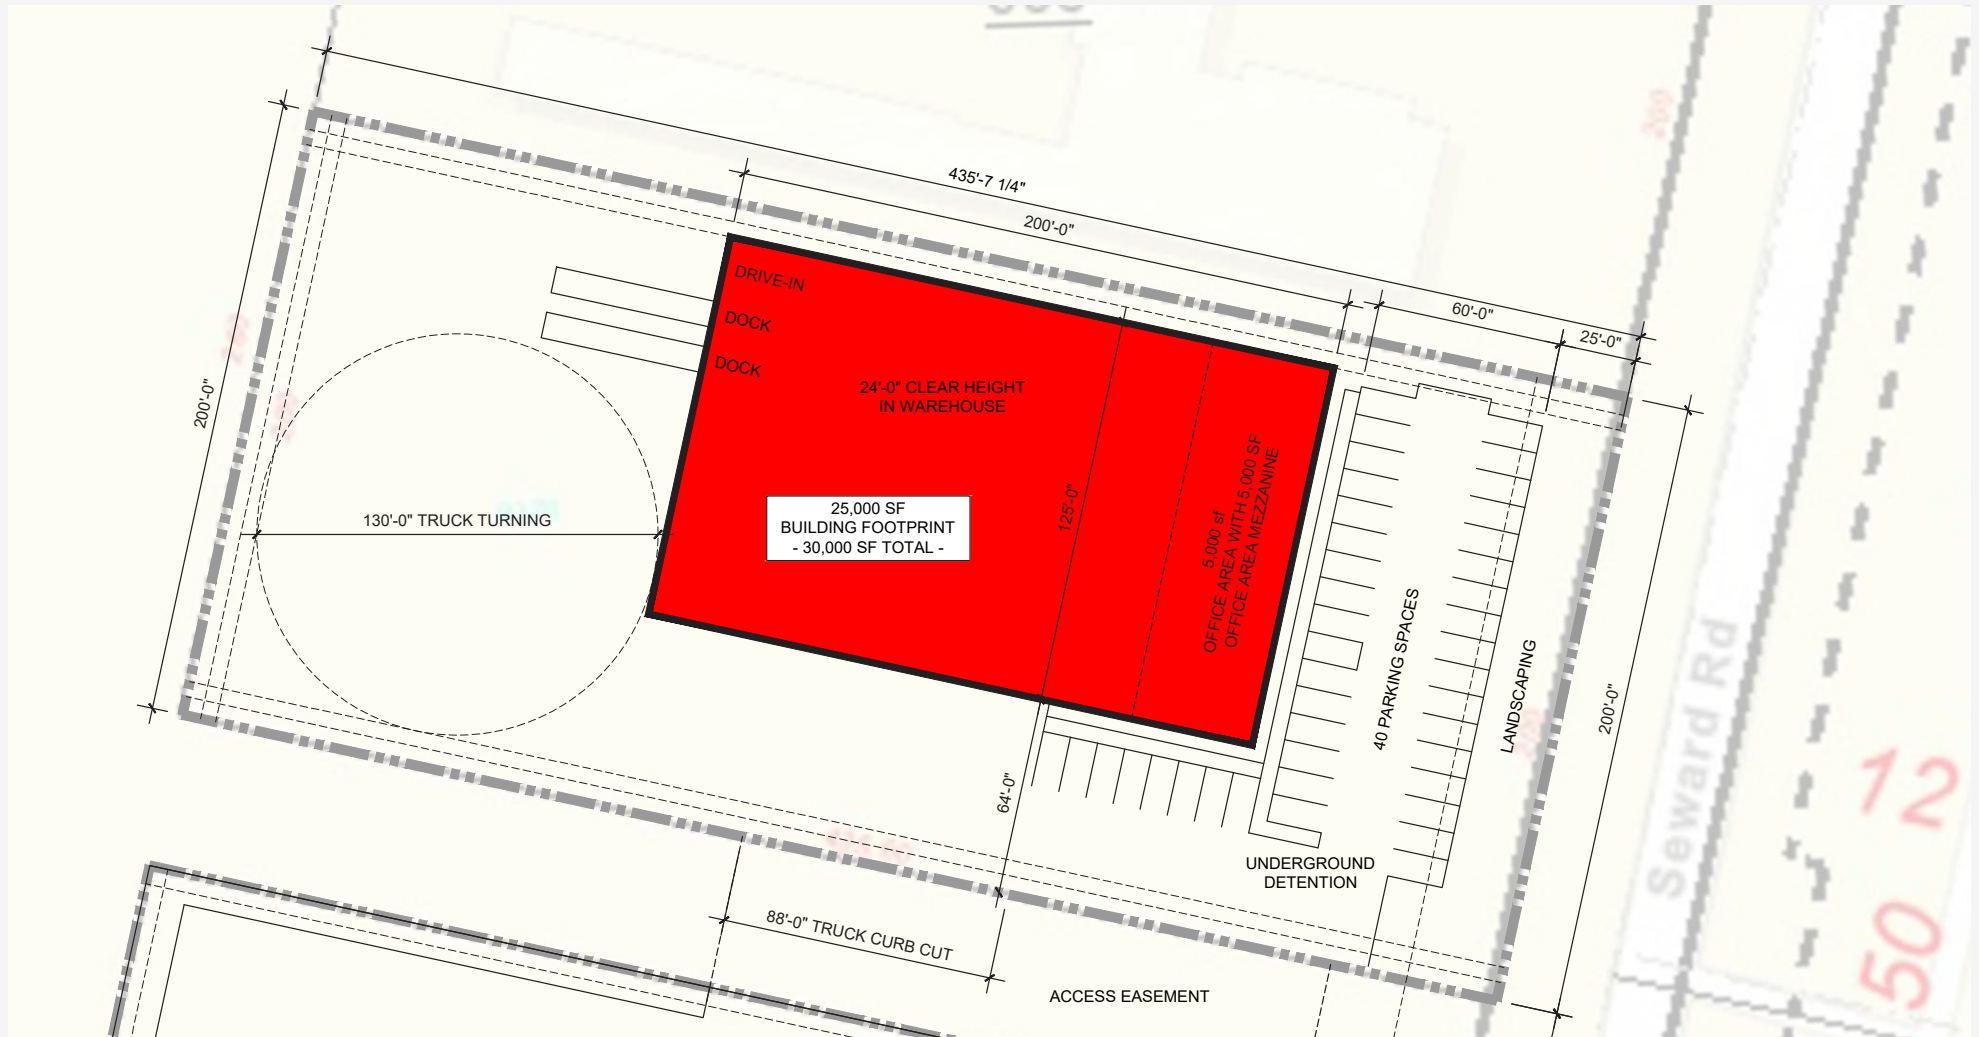 435'-7 1/4"
200'-0"
60'-0"
25'-0"
200
DRIVE-IN
DOCK
DOCK
24'-0" CLEAR HEIGHT
IN WAREHOUSE
200'-0"
130'-0" TRUCK TURNING
25,000 SF
BUILDING FOOTPRINT
- 30,000 SF TOTAL -
125'-0"
5,000 sf
OFFICE AREA WITH 5,000 SF
OFFICE AREA MEZZANINE
40 PARKING SPACES
LANDSCAPING
200'-0"
Seward Rd
12
50
64'-0"
UNDERGROUND
DETENTION
88'-0" TRUCK CURB CUT
ACCESS EASEMENT